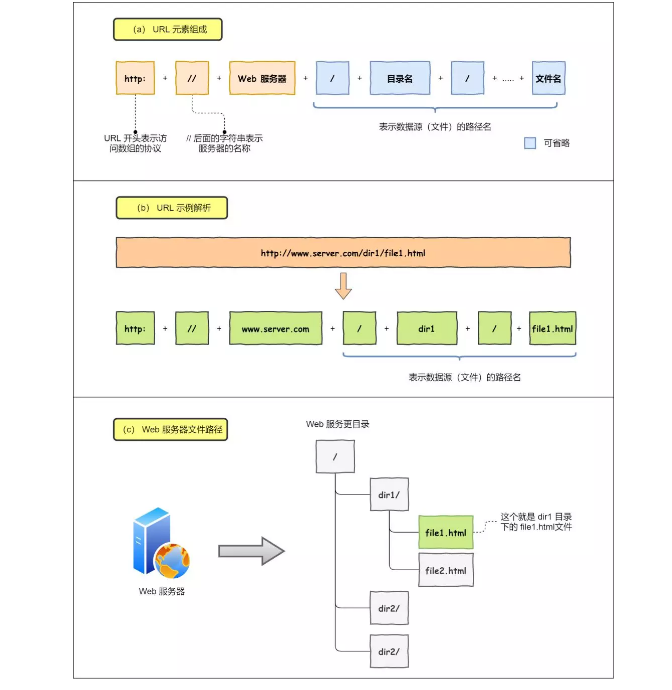 (a) URL 元素组成
http: + // + Web 服务器 + / + 目录名 + / + ..... + 文件名
表示数据源（文件）的路径名
URL 开头表示访
问数组的协议
// 后面的字符串表示
服务器的名称
可省略
(b) URL 示例解析
http://www.server.com/dir1/file1.html
http: + // + www.server.com + / + dir1 + / + file1.html
表示数据源（文件）的路径名
(c) Web 服务器文件路径
Web 服务更目录
/
dir1/
file1.html
这个就是 dir1 目录
下的 file1.html文件
file2.html
Web 服务器
dir2/
dir2/